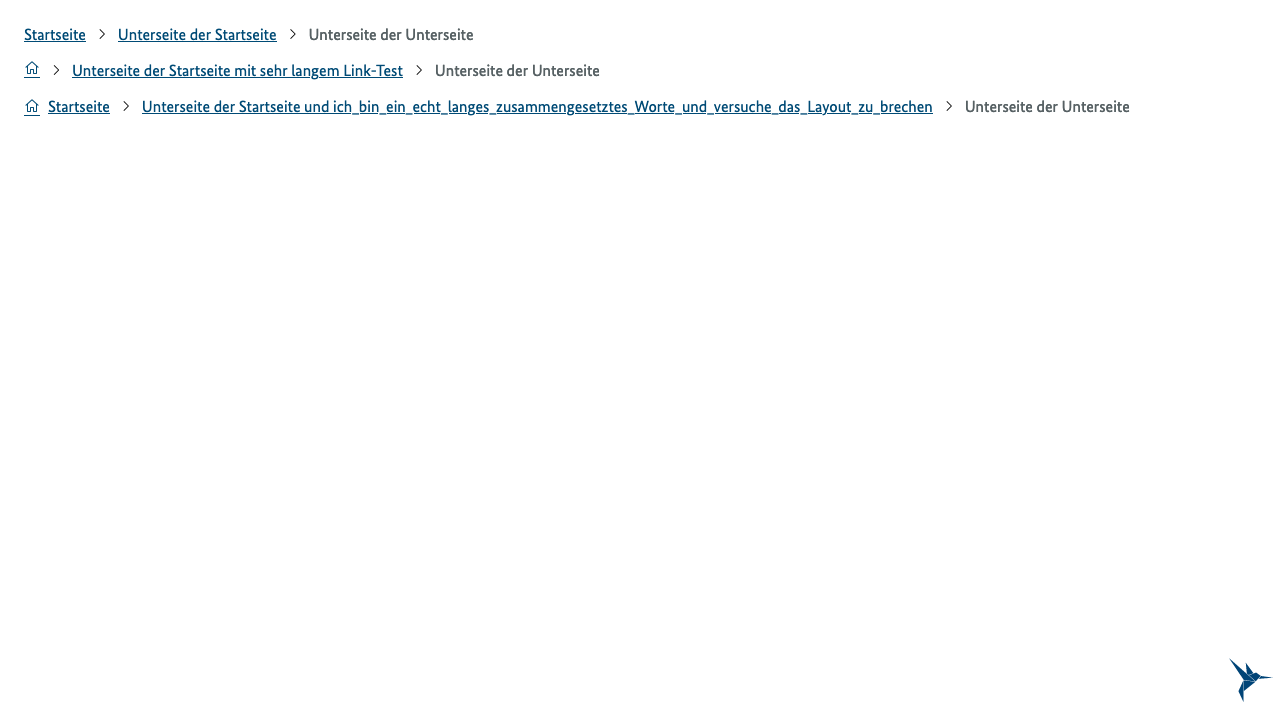 Startseite > Unterseite der Startseite > Unterseite der Unterseite
> Unterseite der Startseite mit sehr langem Link-Test > Unterseite der Unterseite
Startseite > Unterseite der Startseite und ich_bin_ein_echt_langes_zusammengesetztes_Worte_und_versuche_das_Layout_zu_brechen > Unterseite der Unterseite